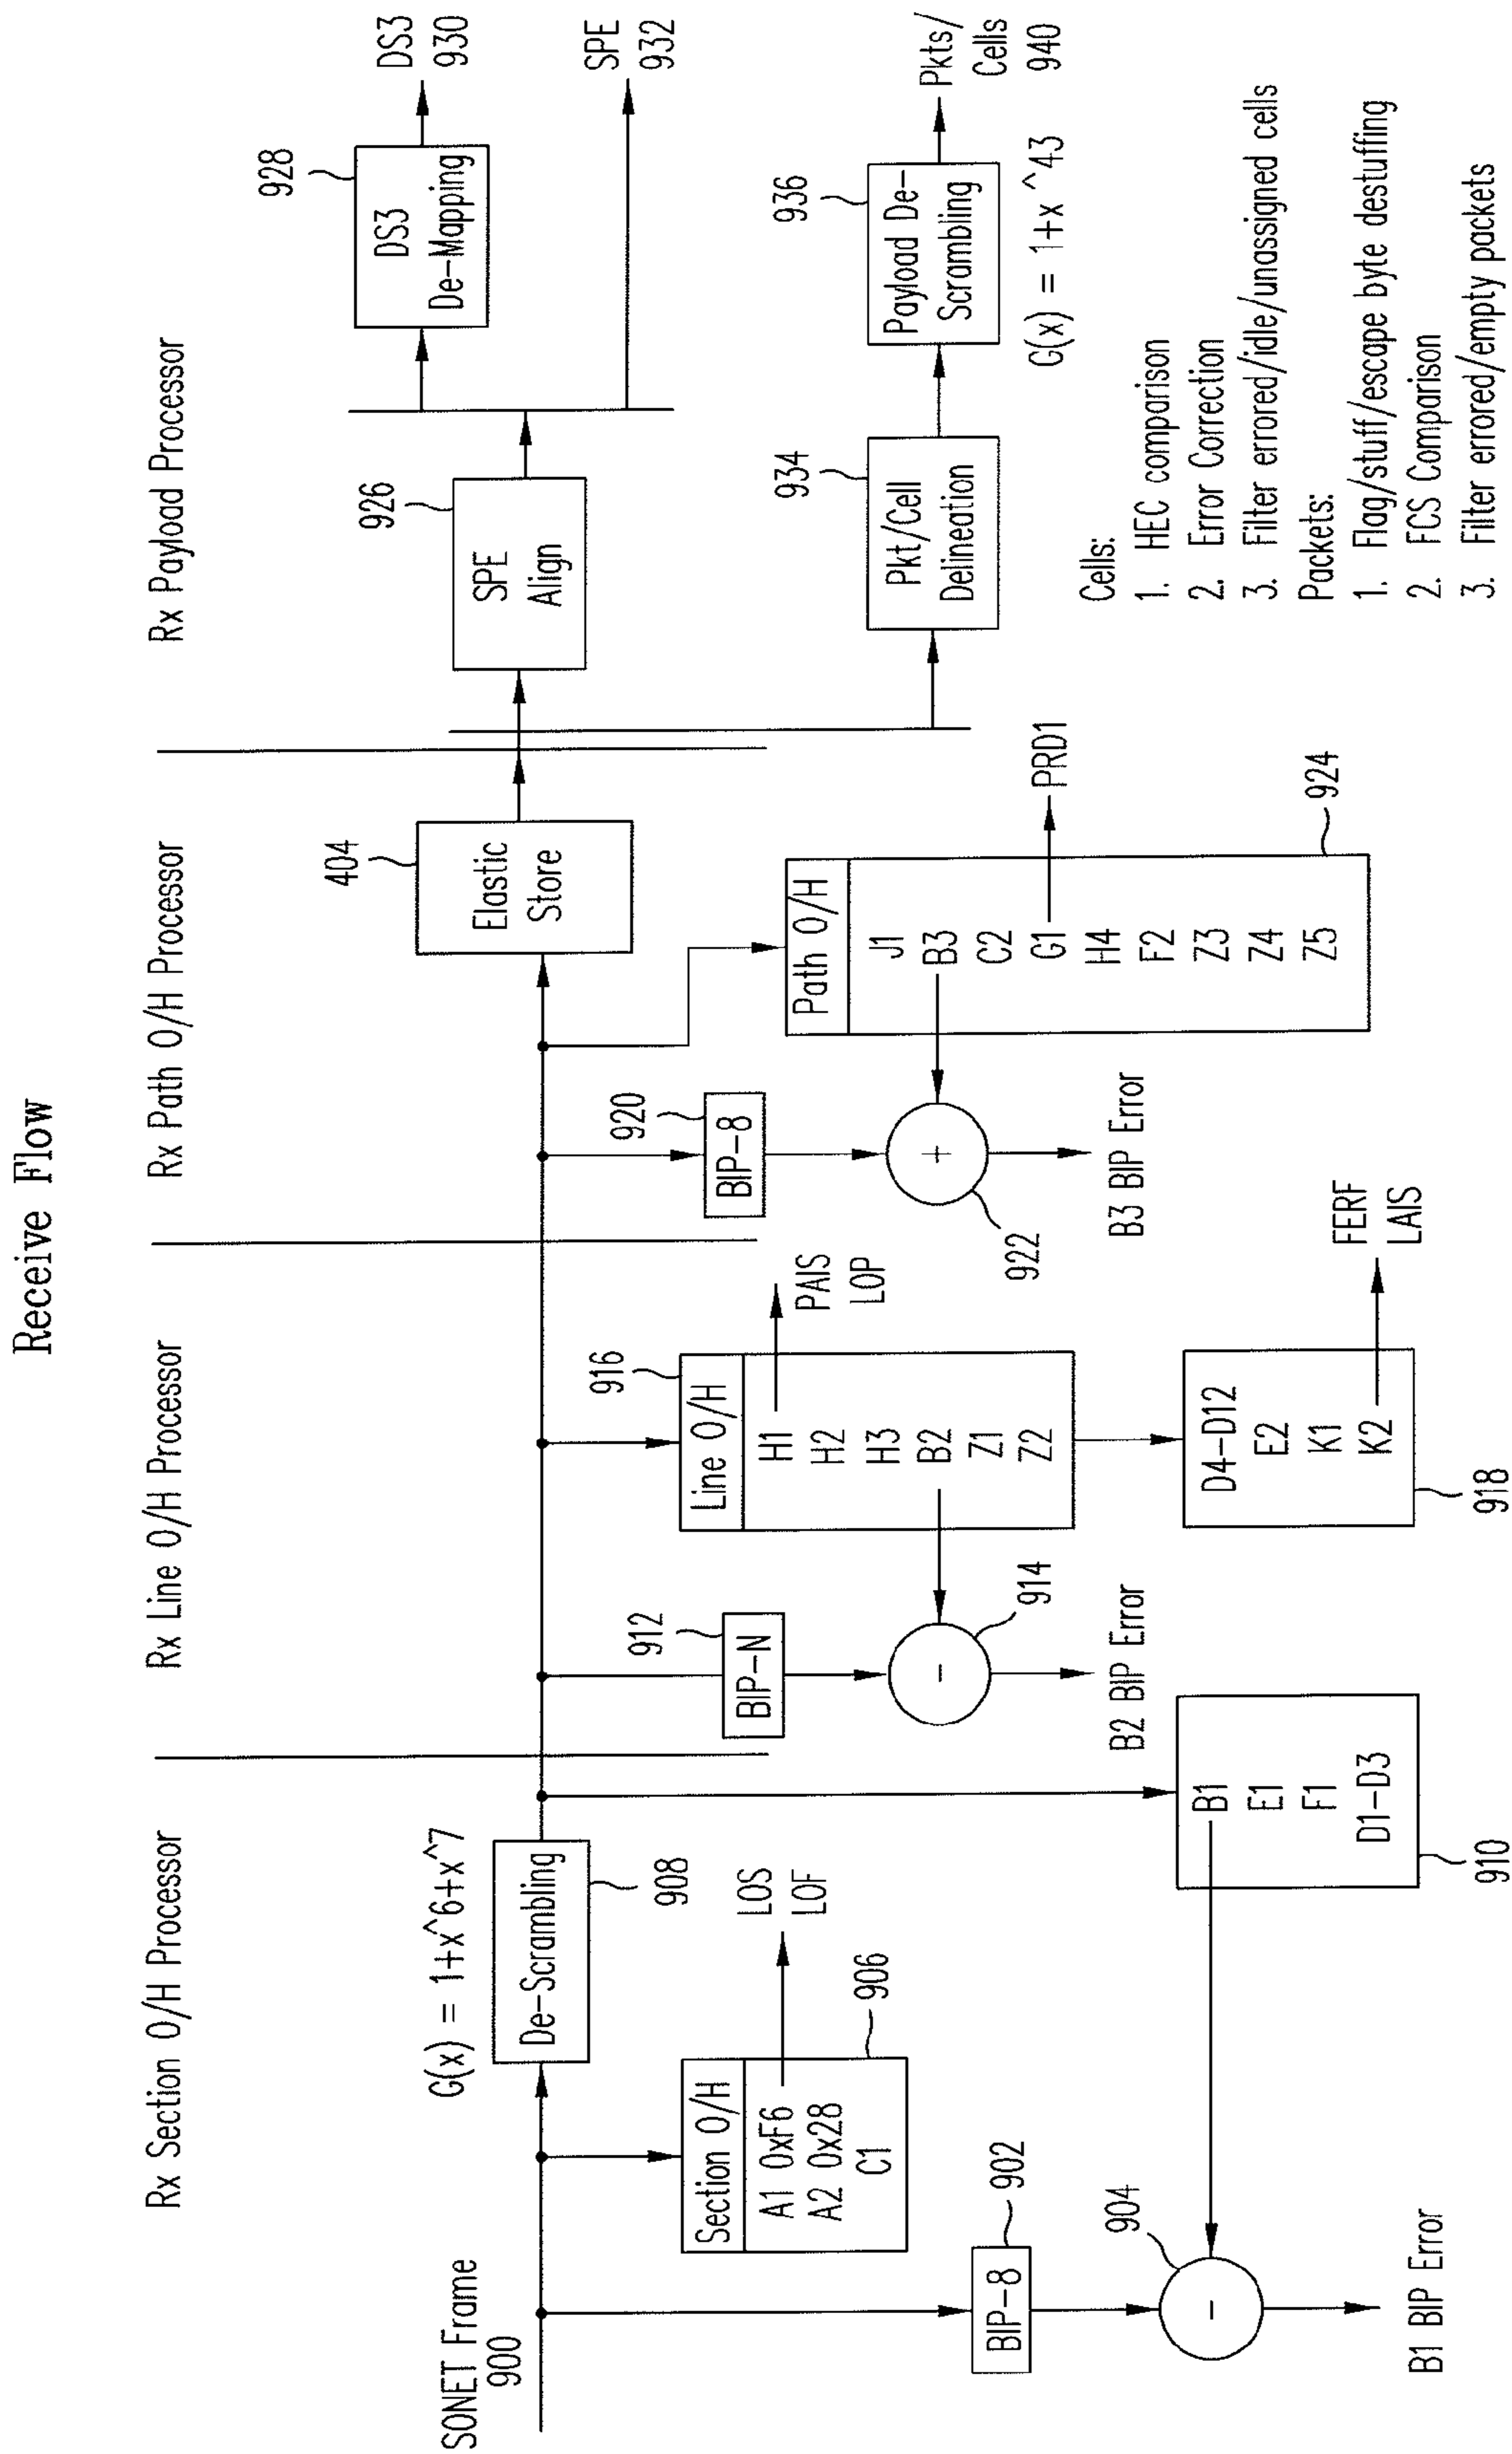 Receive Flow
Rx Section O/H Processor
Rx Line O/H Processor
Rx Path O/H Processor
Rx Payload Processor
SONET Frame
900
G(x) = 1+x^6+x^7
De-Scrambling
908
Section O/H
A1 0xF6
A2 0x28
C1
906
LOS
LOF
BIP-8
902
904
-
B1 BIP Error
B1
E1
F1
D1-D3
910
BIP-N
912
-
914
B2 BIP Error
916
Line O/H
H1
H2
H3
B2
Z1
Z2
PAIS
LOP
D4-D12
E2
K1
K2
918
FERF
LAIS
920
BIP-8
+
922
B3 BIP Error
404
Elastic
Store
Path O/H
J1
B3
C2
G1
H4
F2
Z3
Z4
Z5
PRD1
924
926
SPE
Align
928
DS3
De-Mapping
DS3
930
SPE
932
934
Pkt/Cell
Delineation
936
Payload De-
Scrambling
G(x) = 1+x^43
Pkts/
Cells
940
Cells:
1. HEC comparison
2. Error Correction
3. Filter errored/idle/unassigned cells
Packets:
1. Flag/stuff/escape byte destuffing
2. FCS Comparison
3. Filter errored/empty packets